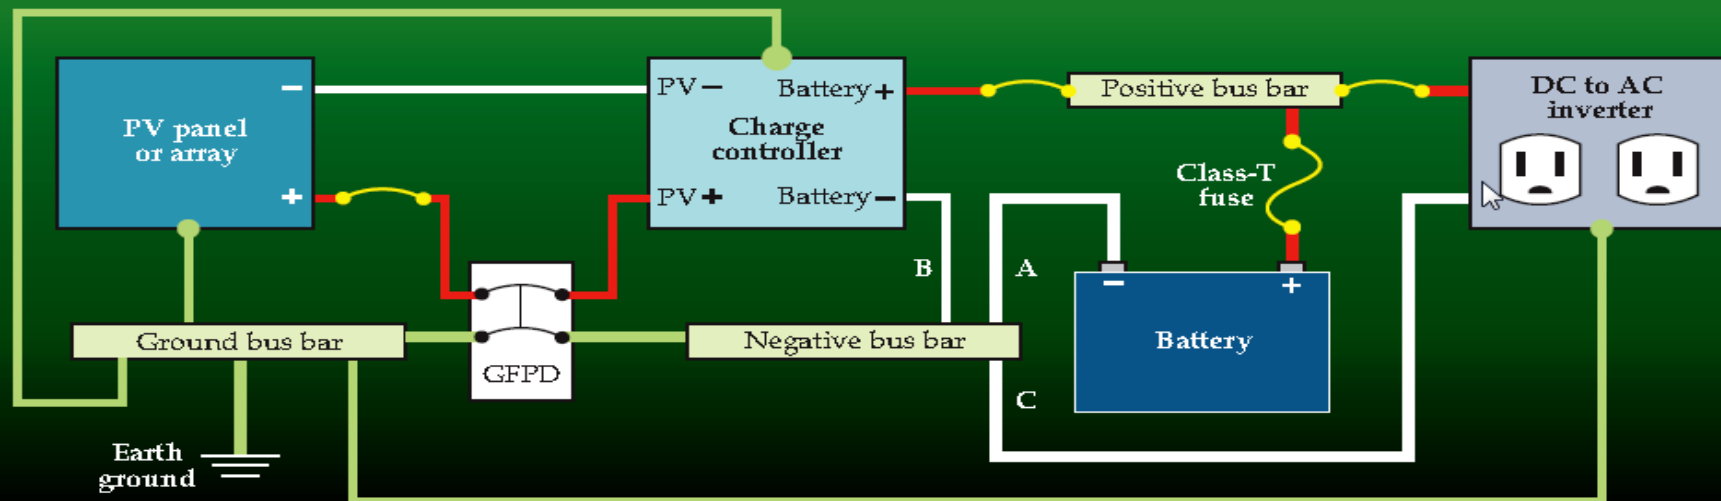 PV panel
or array
−
+
PV−
Battery+
Charge
controller
PV+
Battery−
Positive bus bar
DC to AC
inverter
Class-T
fuse
B
A
−
+
Battery
Ground bus bar
GFPD
Negative bus bar
C
Earth
ground